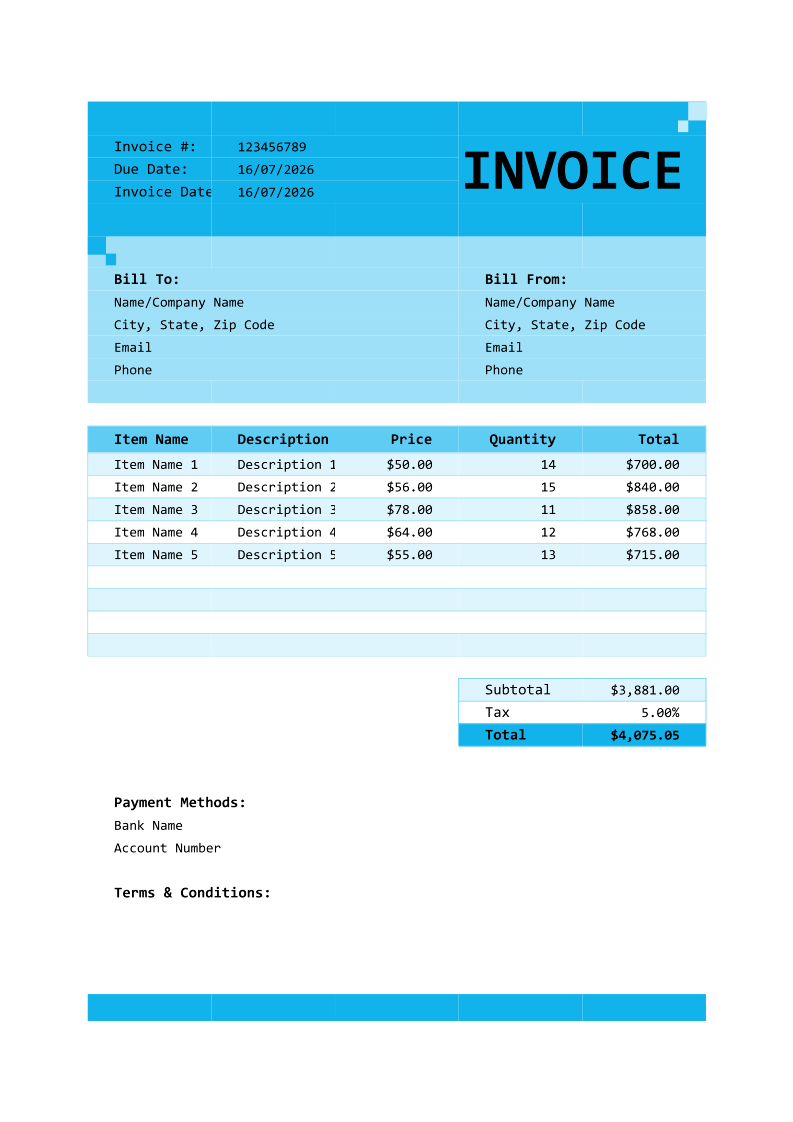 Invoice #: 123456789
Due Date: 16/07/2026
Invoice Date 16/07/2026
INVOICE
Bill To: Bill From:
Name/Company Name Name/Company Name
City, State, Zip Code City, State, Zip Code
Email Email
Phone Phone
Item Name Description Price Quantity Total
Item Name 1 Description 1 $50.00 14 $700.00
Item Name 2 Description 2 $56.00 15 $840.00
Item Name 3 Description 3 $78.00 11 $858.00
Item Name 4 Description 4 $64.00 12 $768.00
Item Name 5 Description 5 $55.00 13 $715.00
Subtotal $3,881.00
Tax 5.00%
Total $4,075.05
Payment Methods:
Bank Name
Account Number
Terms & Conditions: